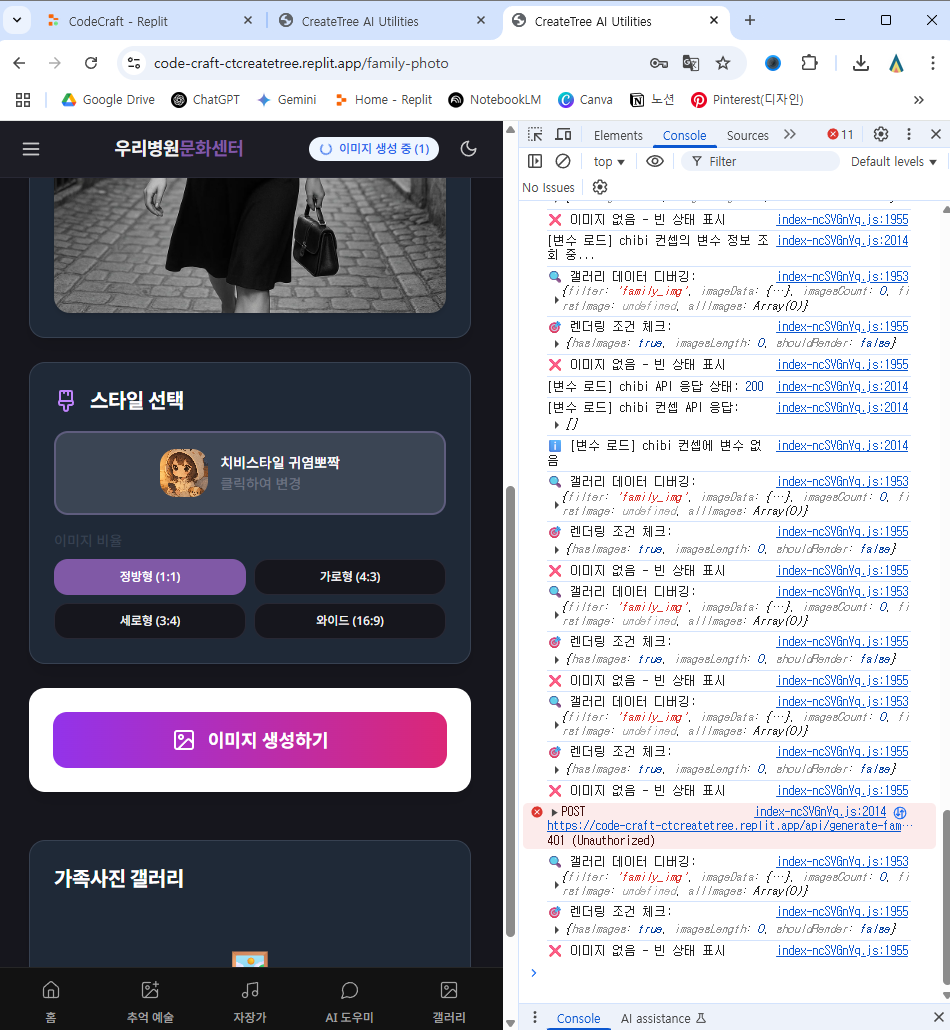 CodeCraft - Replit
CreateTree AI Utilities
CreateTree AI Utilities
code-craft-ctcreatetree.replit.app/family-photo
Google Drive
ChatGPT
Gemini
Home - Replit
NotebookLM
Canva
노션
Pinterest(디자인)
우리병원문화센터
이미지 생성 중 (1)
스타일 선택
치비스타일 귀염뽀짝
클릭하여 변경
이미지 비율
정방형 (1:1)
가로형 (4:3)
세로형 (3:4)
와이드 (16:9)
이미지 생성하기
가족사진 갤러리
홈
추억 예술
자장가
AI 도우미
갤러리
Elements
Console
Sources
11
top
Filter
Default levels
No Issues
이미지 없음 - 빈 상태 표시 index-ncSVGnYq.js:1955
[변수 로드] chibi 컨셉의 변수 정보 조 index-ncSVGnYq.js:2014
회 중...
갤러리 데이터 디버깅: index-ncSVGnYq.js:1953
{filter: 'family_img', imageData: {…}, imagesCount: 0, fi
rstImage: undefined, allImages: Array(0)}
렌더링 조건 체크: index-ncSVGnYq.js:1955
{hasImages: true, imagesLength: 0, shouldRender: false}
이미지 없음 - 빈 상태 표시 index-ncSVGnYq.js:1955
[변수 로드] chibi API 응답 상태: 200 index-ncSVGnYq.js:2014
[변수 로드] chibi 컨셉 API 응답: index-ncSVGnYq.js:2014
[]
[변수 로드] chibi 컨셉에 변수 없 index-ncSVGnYq.js:2014
음
갤러리 데이터 디버깅: index-ncSVGnYq.js:1953
{filter: 'family_img', imageData: {…}, imagesCount: 0, fi
rstImage: undefined, allImages: Array(0)}
렌더링 조건 체크: index-ncSVGnYq.js:1955
{hasImages: true, imagesLength: 0, shouldRender: false}
이미지 없음 - 빈 상태 표시 index-ncSVGnYq.js:1955
갤러리 데이터 디버깅: index-ncSVGnYq.js:1953
{filter: 'family_img', imageData: {…}, imagesCount: 0, fi
rstImage: undefined, allImages: Array(0)}
렌더링 조건 체크: index-ncSVGnYq.js:1955
{hasImages: true, imagesLength: 0, shouldRender: false}
이미지 없음 - 빈 상태 표시 index-ncSVGnYq.js:1955
갤러리 데이터 디버깅: index-ncSVGnYq.js:1953
{filter: 'family_img', imageData: {…}, imagesCount: 0, fi
rstImage: undefined, allImages: Array(0)}
렌더링 조건 체크: index-ncSVGnYq.js:1955
{hasImages: true, imagesLength: 0, shouldRender: false}
이미지 없음 - 빈 상태 표시 index-ncSVGnYq.js:1955
POST index-ncSVGnYq.js:2014
https://code-craft-ctcreatetree.replit.app/api/generate-fam…
401 (Unauthorized)
갤러리 데이터 디버깅: index-ncSVGnYq.js:1953
{filter: 'family_img', imageData: {…}, imagesCount: 0, fi
rstImage: undefined, allImages: Array(0)}
렌더링 조건 체크: index-ncSVGnYq.js:1955
{hasImages: true, imagesLength: 0, shouldRender: false}
이미지 없음 - 빈 상태 표시 index-ncSVGnYq.js:1955
Console
AI assistance